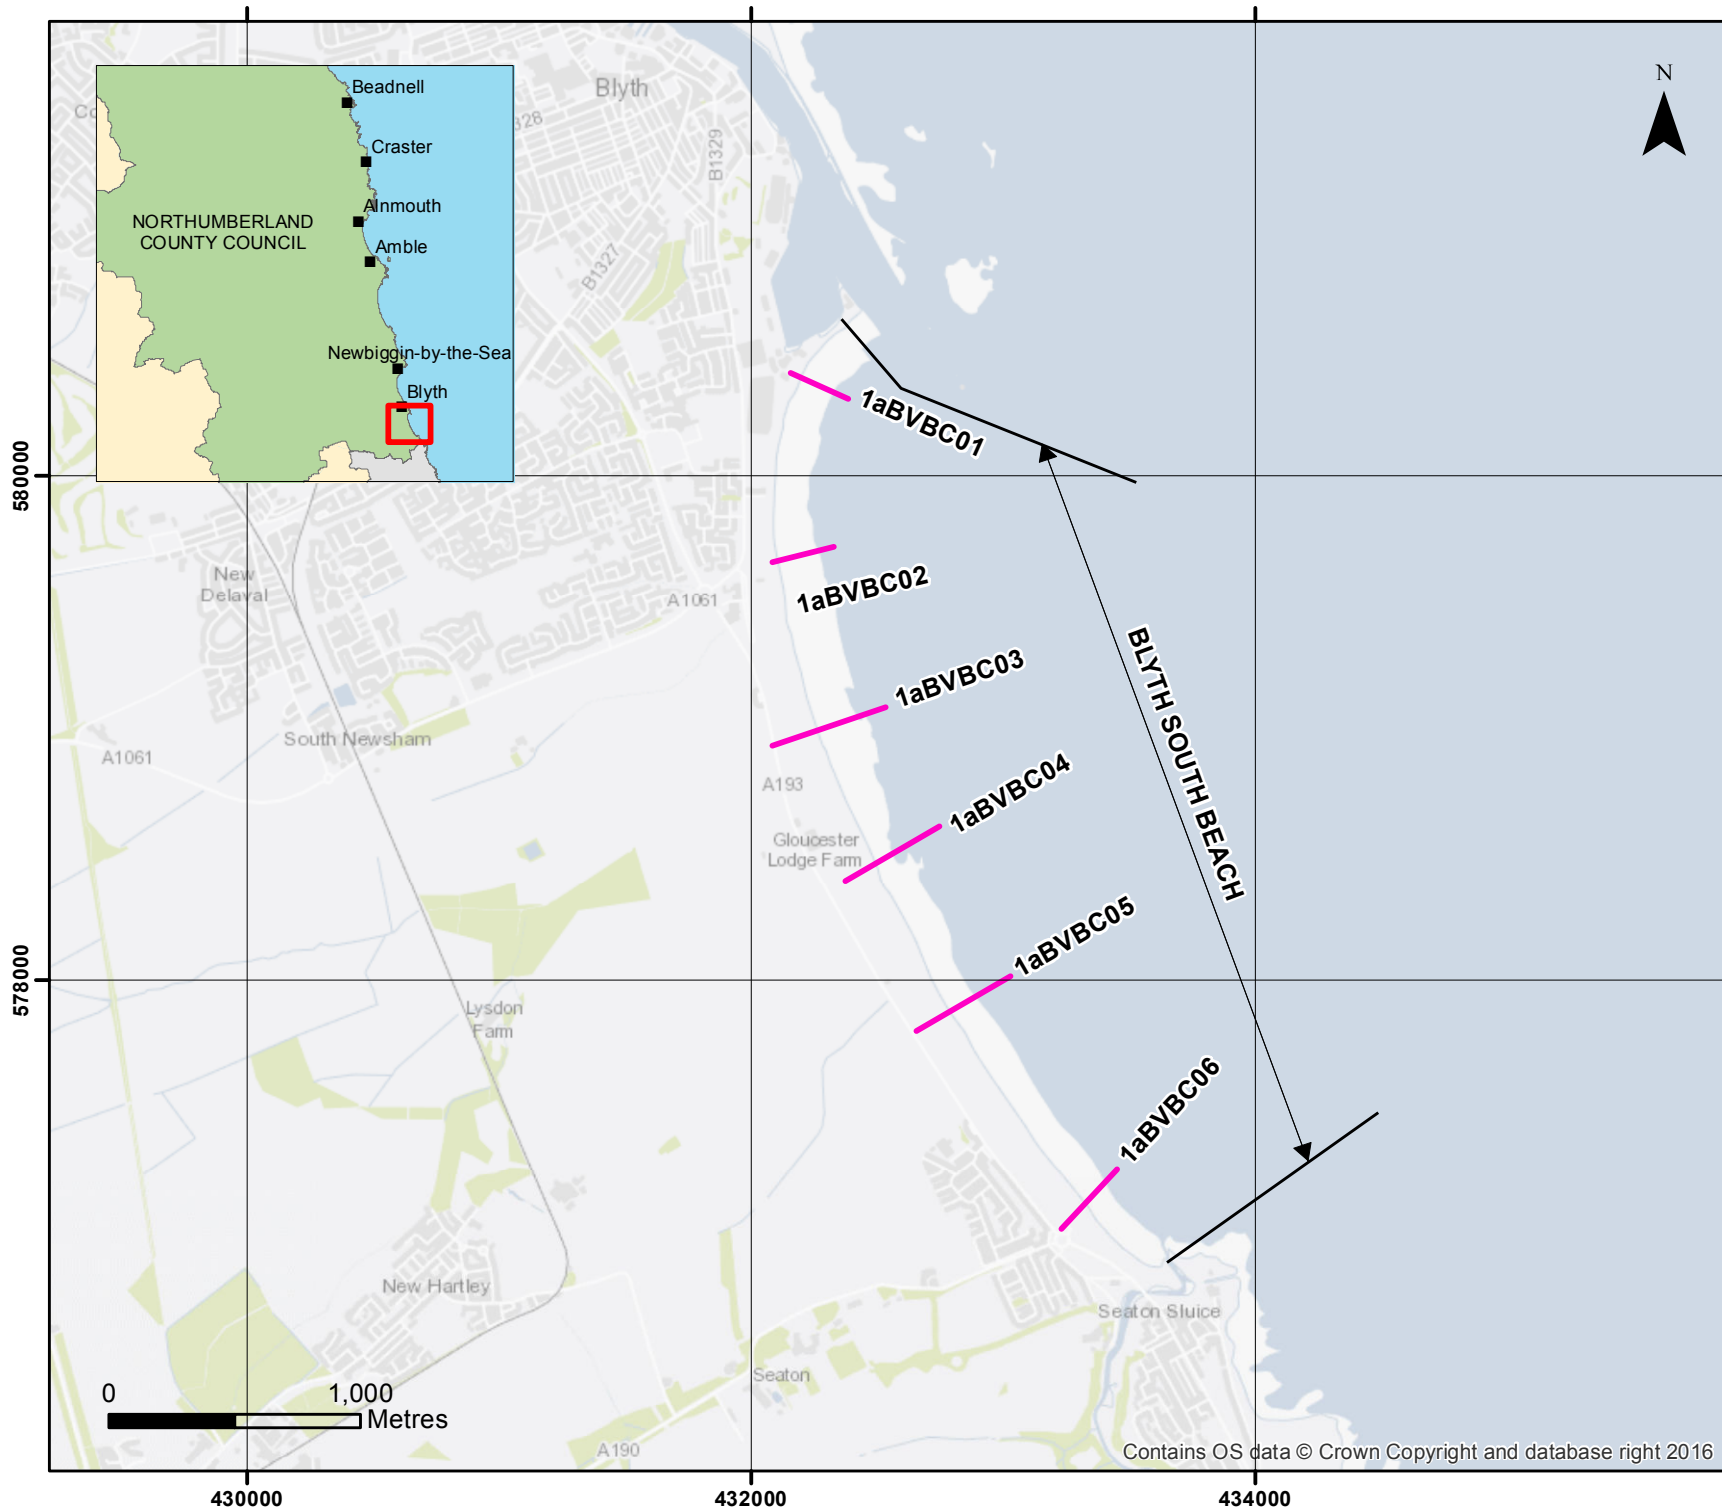 Blyth
N
Beadnell
Craster
Alnmouth
Amble
NORTHUMBERLAND
COUNTY COUNCIL
Newbiggin-by-the-Sea
Blyth
Co
328
B1329
B1327
1aBVBC01
580000
New
Delaval
A1061
1aBVBC02
1aBVBC03
BLYTH SOUTH BEACH
South Newsham
A1061
A193
1aBVBC04
Gloucester
Lodge Farm
1aBVBC05
578000
Lysdon
Farm
1aBVBC06
New Hartley
Seaton Sluice
Seaton
0 1,000
Metres
A190
Contains OS data © Crown Copyright and database right 2016
430000 432000 434000